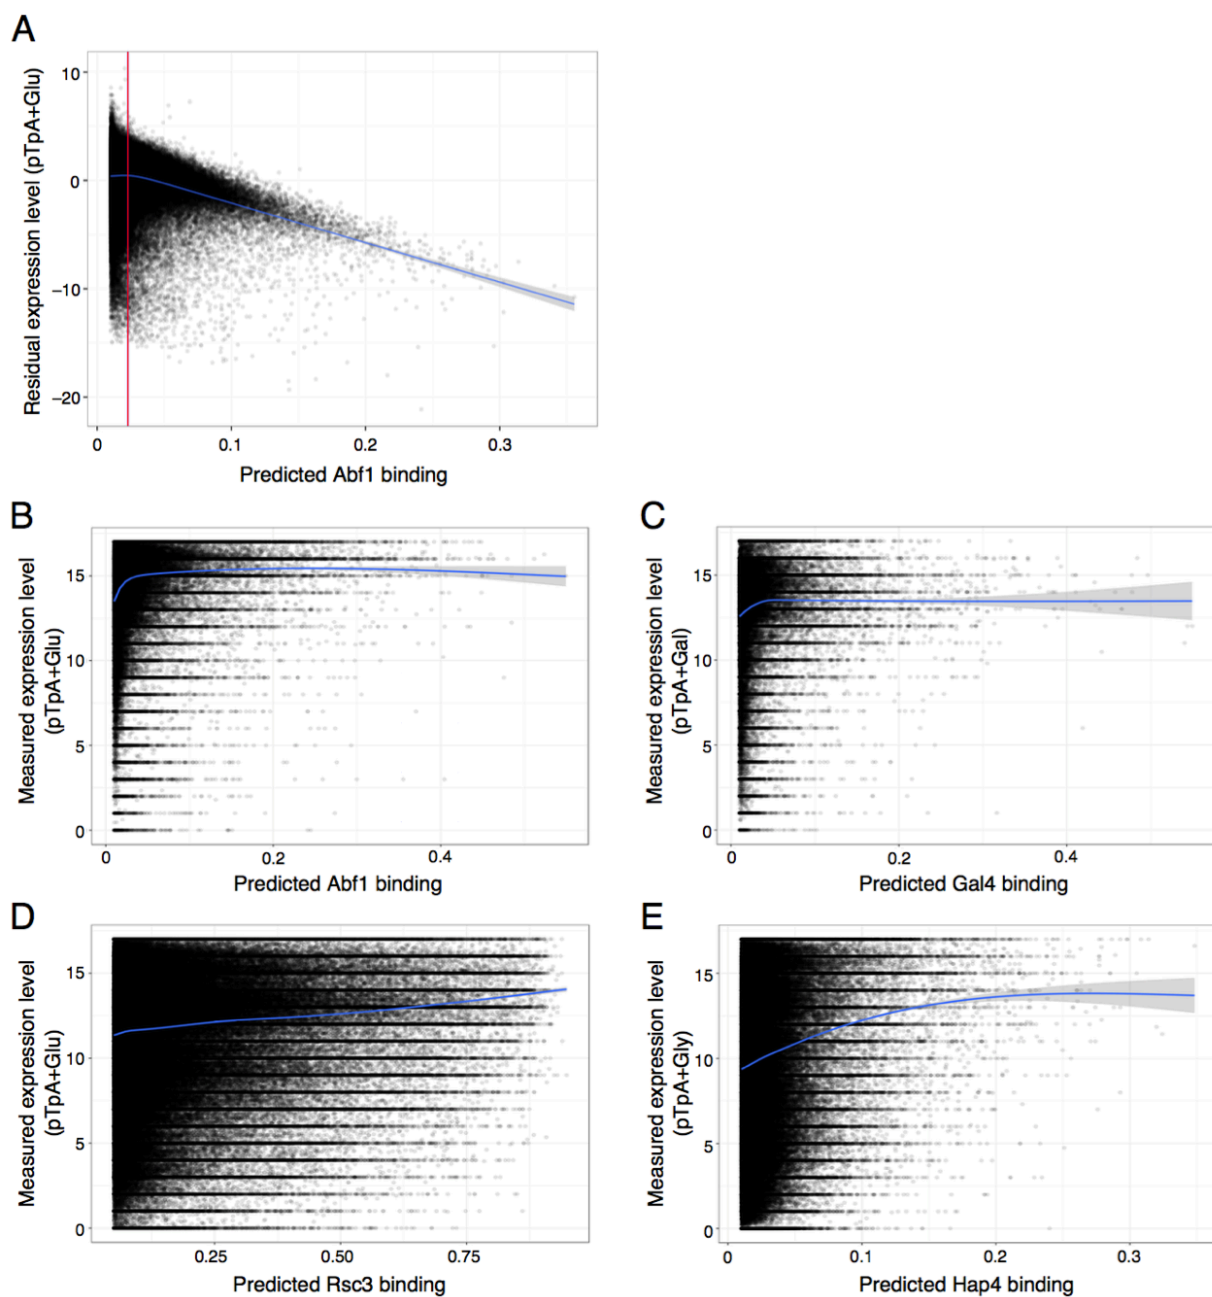 A
Residual expression level (pTpA+Glu)
10
0
−10
−20
0 0.1 0.2 0.3
Predicted Abf1 binding
B
Measured expression level
(pTpA+Glu)
15
10
5
0
0 0.2 0.4
Predicted Abf1 binding
C
Measured expression level
(pTpA+Gal)
15
10
5
0
0 0.2 0.4
Predicted Gal4 binding
D
Measured expression level
(pTpA+Glu)
15
10
5
0
0.25 0.50 0.75
Predicted Rsc3 binding
E
Measured expression level
(pTpA+Gly)
15
10
5
0
0 0.1 0.2 0.3
Predicted Hap4 binding